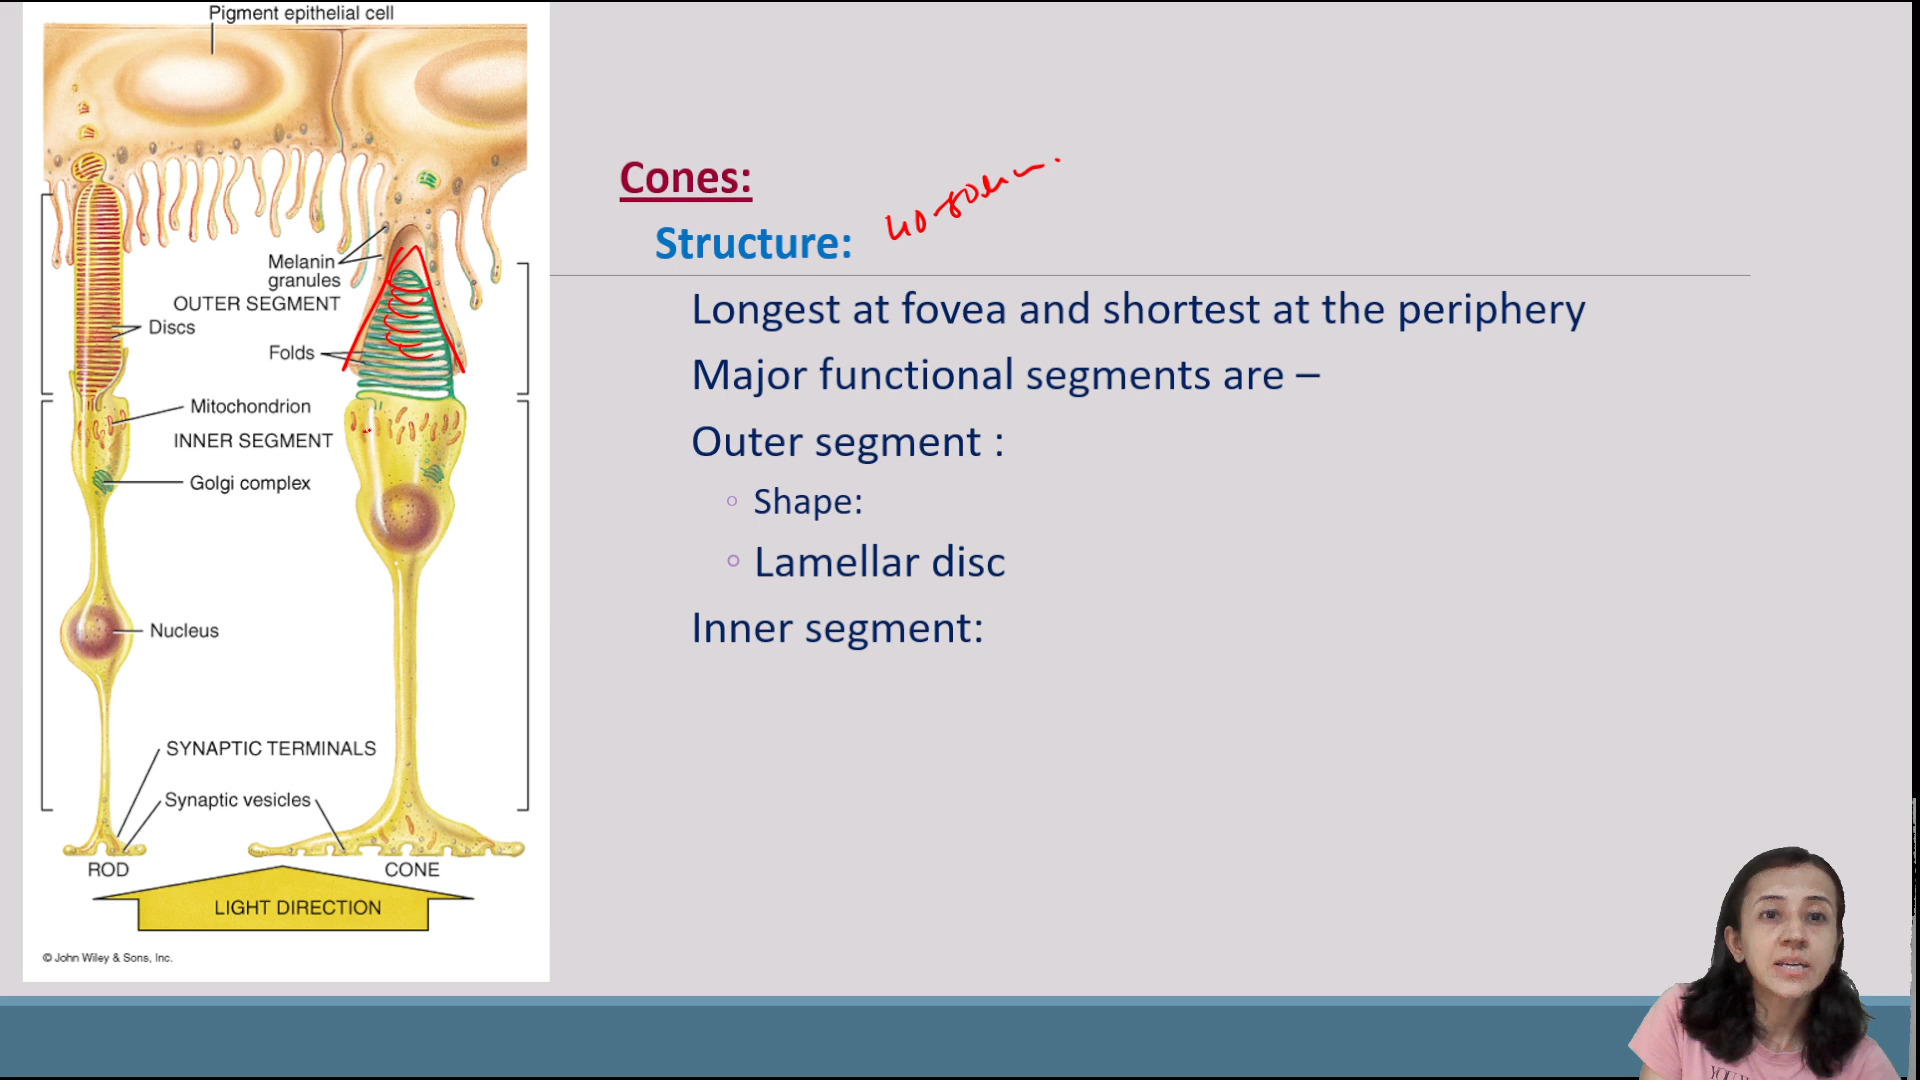 Pigment epithelial cell
Melanin
granules
OUTER SEGMENT
Discs
Folds
Mitochondrion
INNER SEGMENT
Golgi complex
Nucleus
SYNAPTIC TERMINALS
Synaptic vesicles
ROD
CONE
LIGHT DIRECTION
© John Wiley & Sons, Inc.
Cones:
Structure:
Longest at fovea and shortest at the periphery
Major functional segments are –
Outer segment :
Shape:
Lamellar disc
Inner segment: